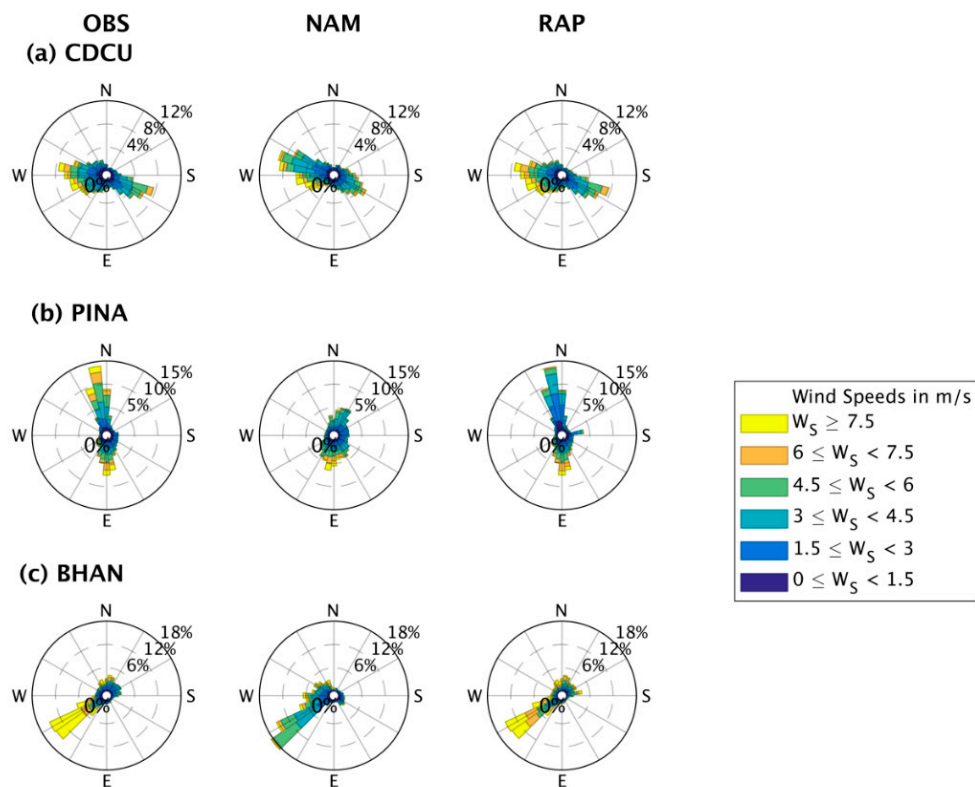 OBS NAM RAP
(a) CDCU
N N N
12% 12% 12%
8% 8% 8%
4% 4% 4%
W 0% S W 0% S W 0% S
E E E
(b) PINA
N N N
15% 15% 15%
10% 10% 10%
5% 5% 5%
W 0% S W 0% S W 0% S
E E E
Wind Speeds in m/s
W_S ≥ 7.5
6 ≤ W_S < 7.5
4.5 ≤ W_S < 6
3 ≤ W_S < 4.5
1.5 ≤ W_S < 3
0 ≤ W_S < 1.5
(c) BHAN
N N N
18% 18% 18%
12% 12% 12%
6% 6% 6%
W 0% S W 0% S W 0% S
E E E